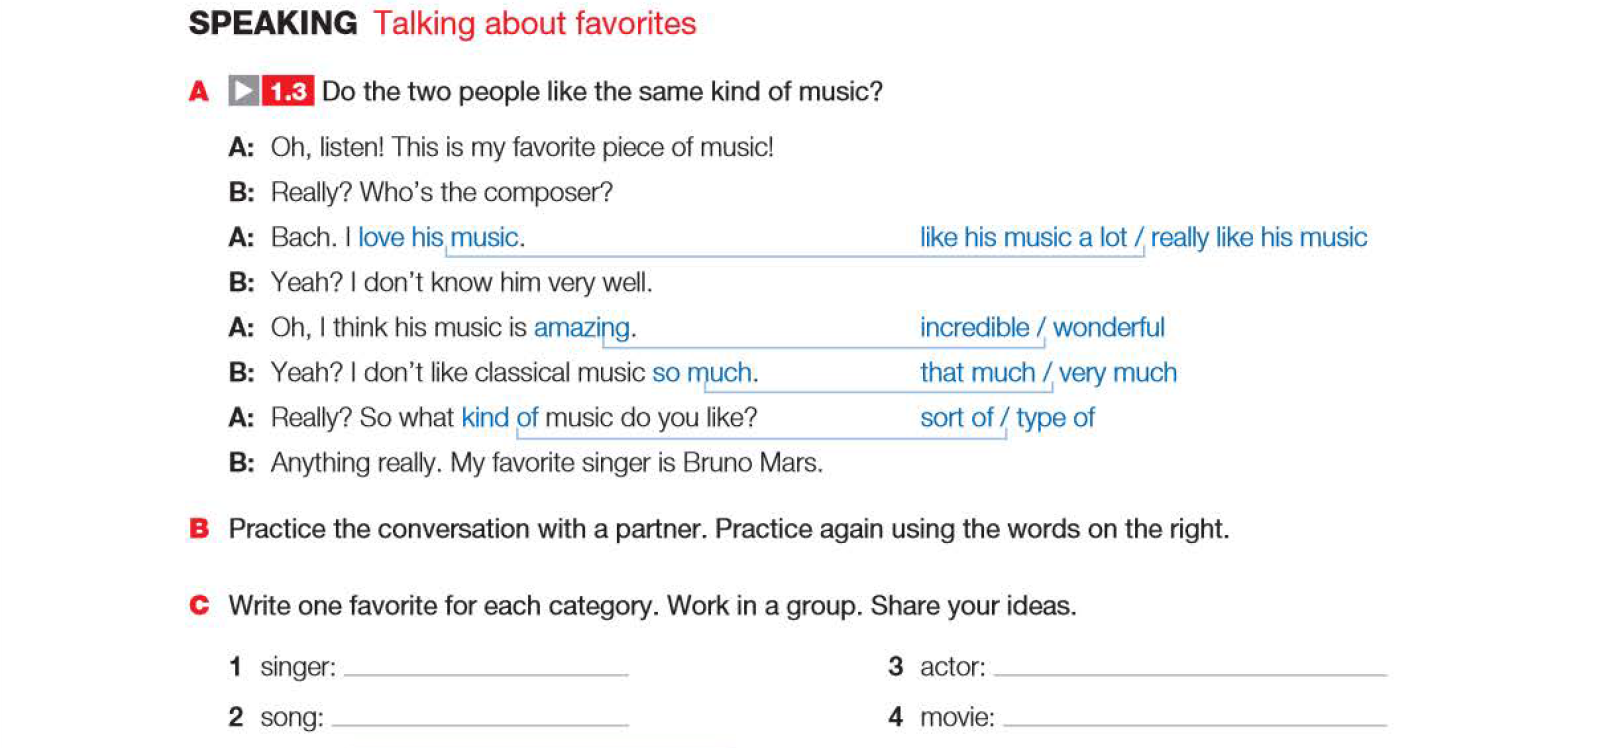 SPEAKING Talking about favorites
A 1.3 Do the two people like the same kind of music?
A: Oh, listen! This is my favorite piece of music!
B: Really? Who's the composer?
A: Bach. I love his music. like his music a lot / really like his music
B: Yeah? I don't know him very well.
A: Oh, I think his music is amazing. incredible / wonderful
B: Yeah? I don't like classical music so much. that much / very much
A: Really? So what kind of music do you like? sort of / type of
B: Anything really. My favorite singer is Bruno Mars.
B Practice the conversation with a partner. Practice again using the words on the right.
C Write one favorite for each category. Work in a group. Share your ideas.
1 singer: 3 actor:
2 song: 4 movie: